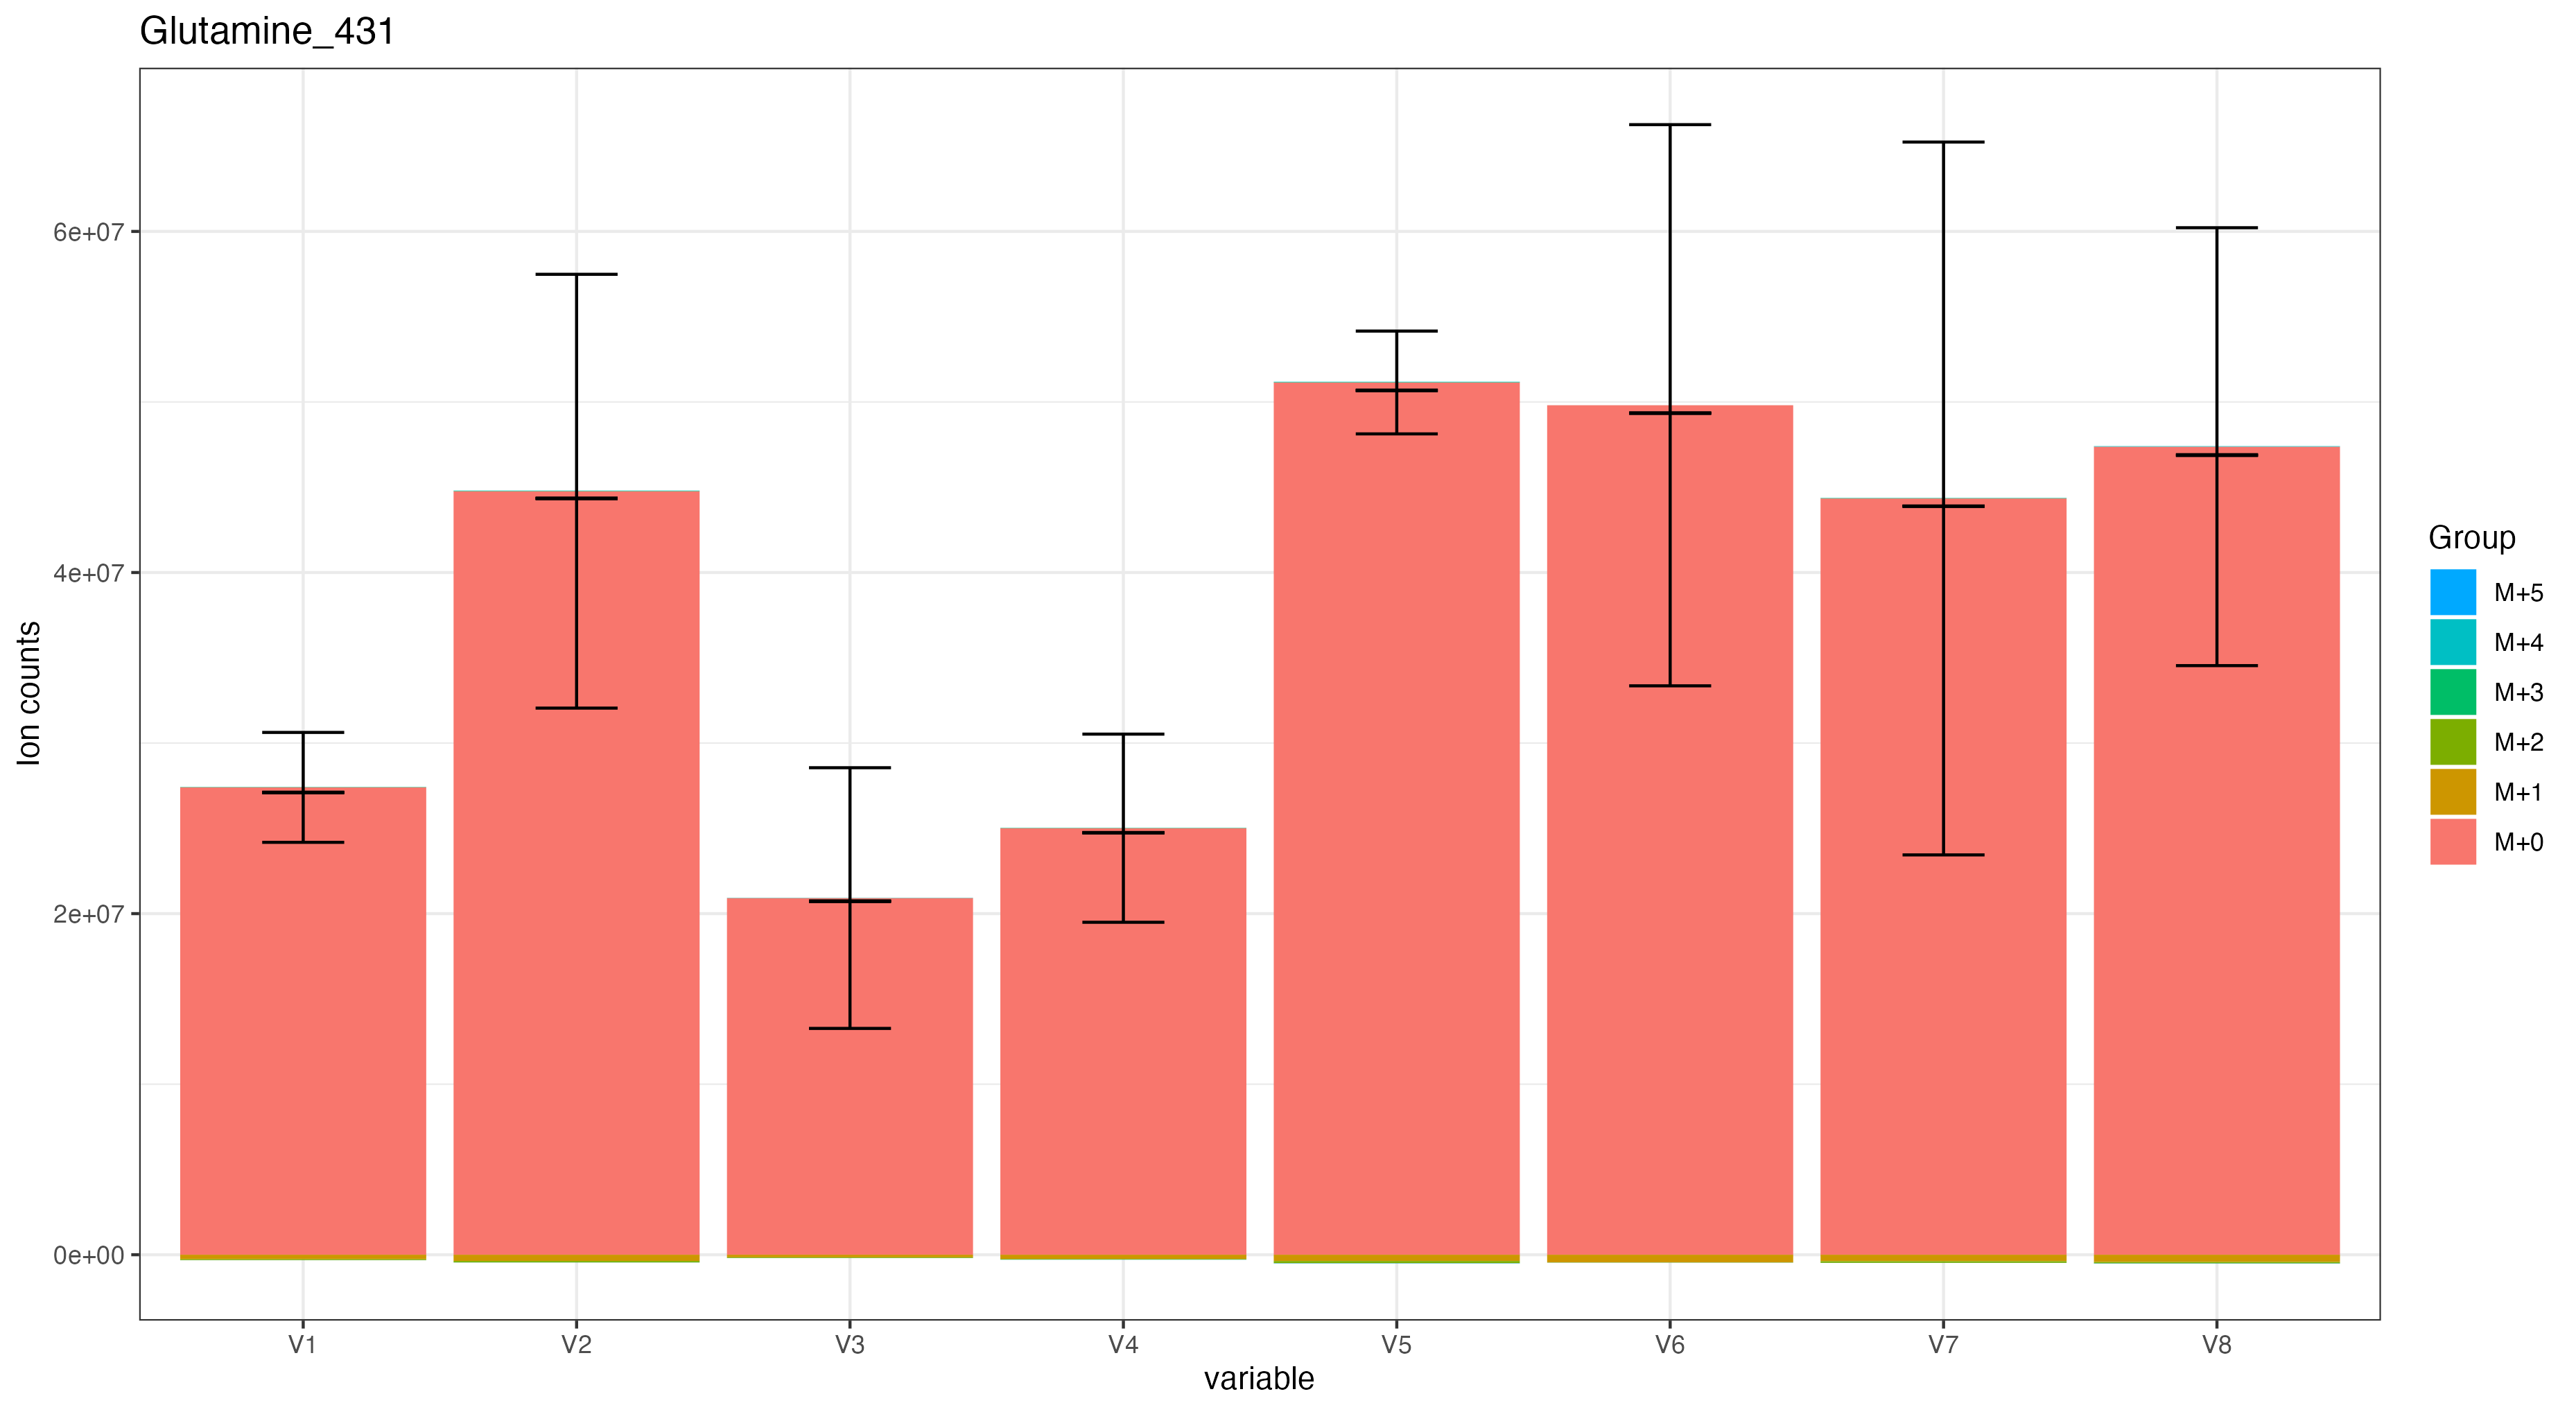 Glutamine_431
Ion counts
6e+07
4e+07
2e+07
0e+00
V1 V2 V3 V4 V5 V6 V7 V8
variable
Group
M+5
M+4
M+3
M+2
M+1
M+0